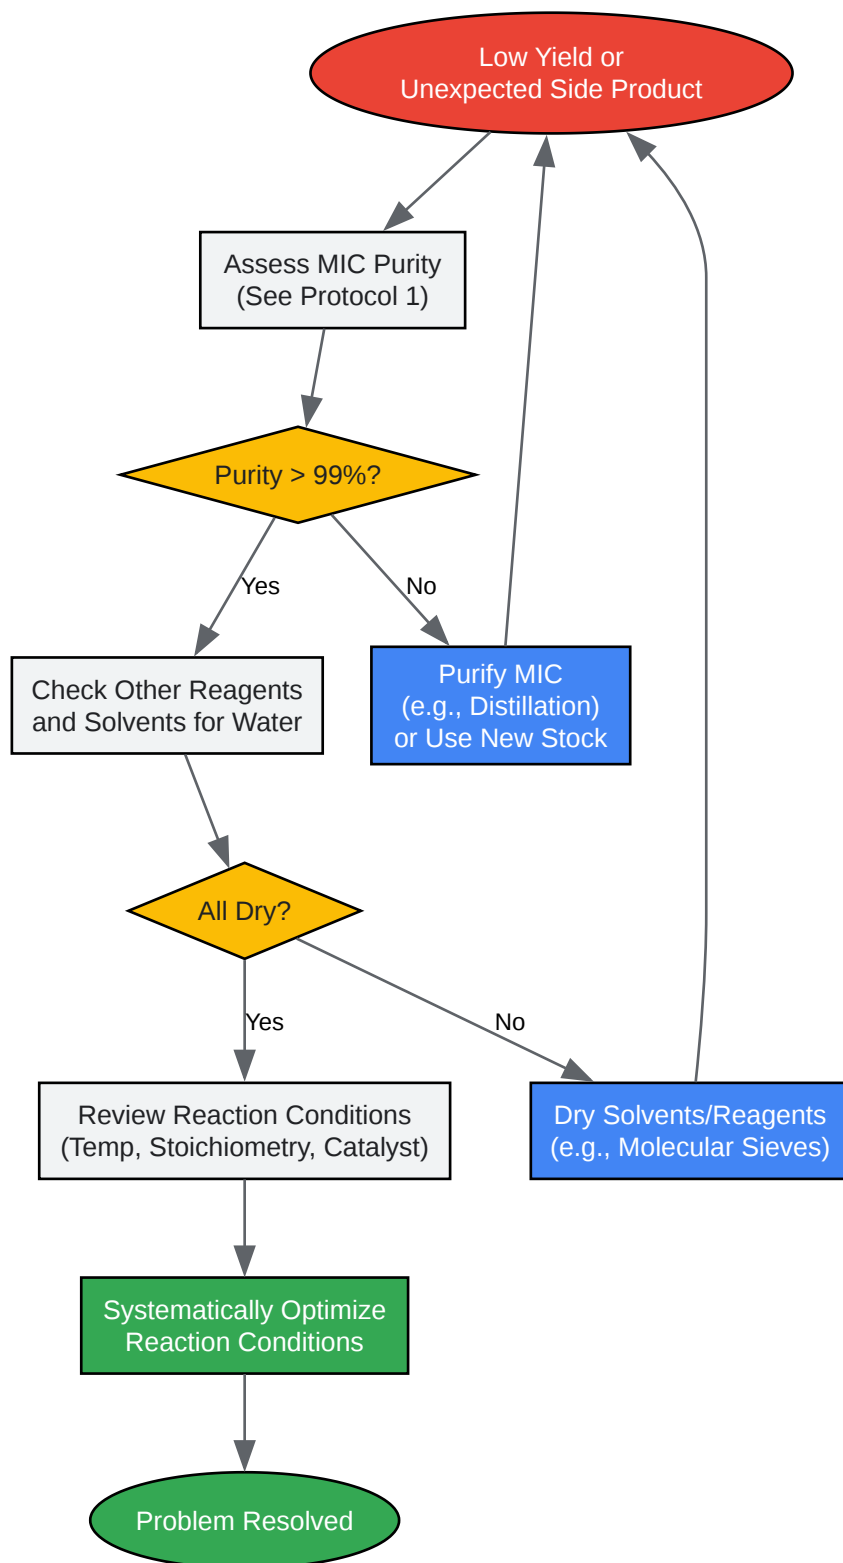 Low Yield or
Unexpected Side Product
Assess MIC Purity
(See Protocol 1)
Purity > 99%?
Yes
No
Check Other Reagents
and Solvents for Water
Purify MIC
(e.g., Distillation)
or Use New Stock
All Dry?
Yes
No
Review Reaction Conditions
(Temp, Stoichiometry, Catalyst)
Dry Solvents/Reagents
(e.g., Molecular Sieves)
Systematically Optimize
Reaction Conditions
Problem Resolved